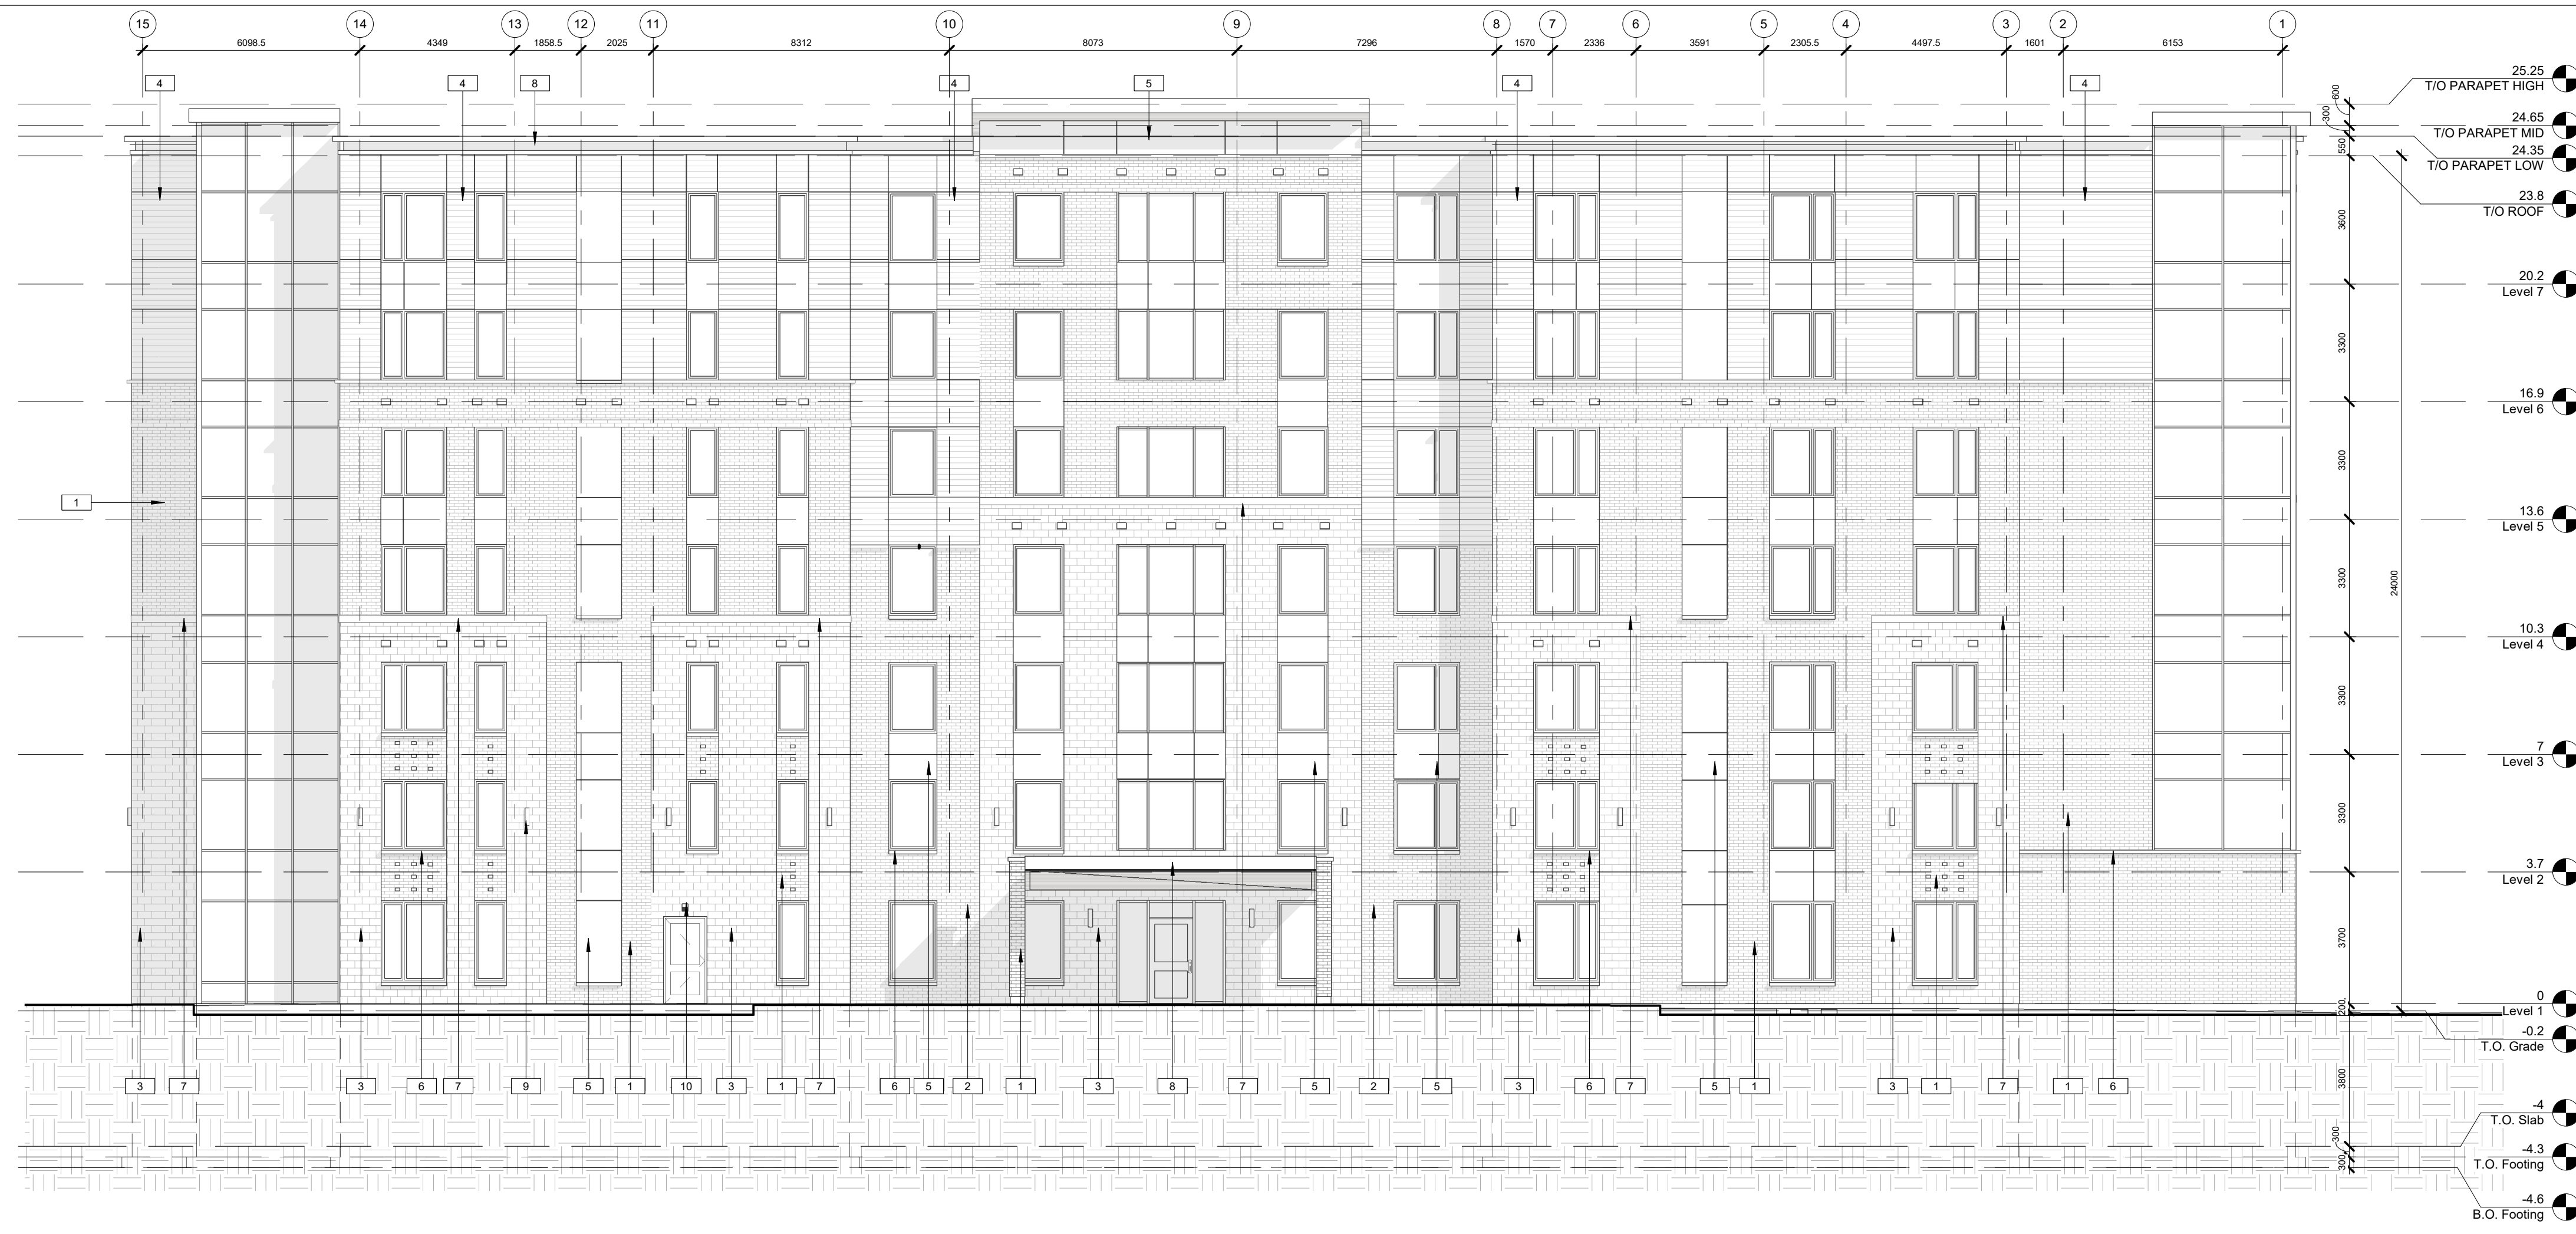 15 14 13 12 11 10 9 8 7 6 5 4 3 2 1
6098.5 4349 1858.5 2025 8312 8073 7296 1570 2336 3591 2305.5 4497.5 1601 6153
4 4 8 4 5 4 4
25.25
T/O PARAPET HIGH
24.65
T/O PARAPET MID
24.35
T/O PARAPET LOW
23.8
T/O ROOF
20.2
Level 7
16.9
Level 6
13.6
Level 5
10.3
Level 4
7
Level 3
3.7
Level 2
0
Level 1
-0.2
T.O. Grade
-4
T.O. Slab
-4.3
T.O. Footing
-4.6
B.O. Footing
600
300
550
3600
3300
3300
3300
3300
3300
3700
200
3800
300
300
24000
1
3 7 3 6 7 9 5 1 10 3 1 7 6 5 2 1 3 8 7 5 2 5 3 6 7 5 1 3 1 7 1 6